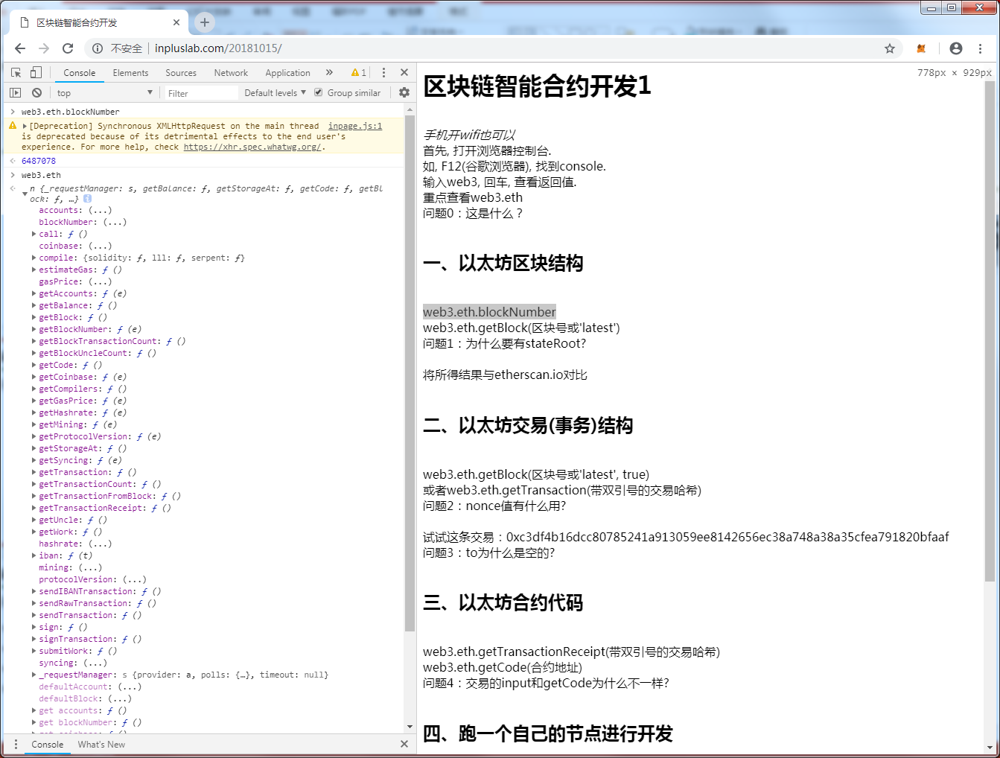 区块链智能合约开发
不安全 | inpluslab.com/20181015/
Console Elements Sources Network Application » 1
top Filter Default levels Group similar
web3.eth.blockNumber
[Deprecation] Synchronous XMLHttpRequest on the main thread inpage.js:1
is deprecated because of its detrimental effects to the end user's
experience. For more help, check https://xhr.spec.whatwg.org/.
6487078
web3.eth
n {_requestManager: s, getBalance: ƒ, getStorageAt: ƒ, getCode: ƒ, getBl
ock: ƒ, …}
accounts: (...)
blockNumber: (...)
call: ƒ ()
coinbase: (...)
compile: {solidity: ƒ, lll: ƒ, serpent: ƒ}
estimateGas: ƒ ()
gasPrice: (...)
getAccounts: ƒ (e)
getBalance: ƒ ()
getBlock: ƒ ()
getBlockNumber: ƒ (e)
getBlockTransactionCount: ƒ ()
getBlockUncleCount: ƒ ()
getCode: ƒ ()
getCoinbase: ƒ (e)
getCompilers: ƒ ()
getGasPrice: ƒ (e)
getHashrate: ƒ (e)
getMining: ƒ (e)
getProtocolVersion: ƒ (e)
getStorageAt: ƒ ()
getSyncing: ƒ (e)
getTransaction: ƒ ()
getTransactionCount: ƒ ()
getTransactionFromBlock: ƒ ()
getTransactionReceipt: ƒ ()
getUncle: ƒ ()
getWork: ƒ ()
hashrate: (...)
iban: ƒ (t)
mining: (...)
protocolVersion: (...)
sendIBANTransaction: ƒ ()
sendRawTransaction: ƒ ()
sendTransaction: ƒ ()
sign: ƒ ()
signTransaction: ƒ ()
submitWork: ƒ ()
syncing: (...)
_requestManager: s {provider: a, polls: {…}, timeout: null}
defaultAccount: (...)
defaultBlock: (...)
get accounts: ƒ ()
get blockNumber: ƒ ()
Console What's New
778px × 929px
区块链智能合约开发1
手机开wifi也可以
首先, 打开浏览器控制台.
如, F12(谷歌浏览器), 找到console.
输入web3, 回车, 查看返回值.
重点查看web3.eth
问题0：这是什么？
一、以太坊区块结构
web3.eth.blockNumber
web3.eth.getBlock(区块号或'latest')
问题1：为什么要有stateRoot?
将所得结果与etherscan.io对比
二、以太坊交易(事务)结构
web3.eth.getBlock(区块号或'latest', true)
或者web3.eth.getTransaction(带双引号的交易哈希)
问题2：nonce值有什么用?
试试这条交易：0xc3df4b16dcc80785241a913059ee8142656ec38a748a38a35cfea791820bfaaf
问题3：to为什么是空的?
三、以太坊合约代码
web3.eth.getTransactionReceipt(带双引号的交易哈希)
web3.eth.getCode(合约地址)
问题4：交易的input和getCode为什么不一样?
四、跑一个自己的节点进行开发